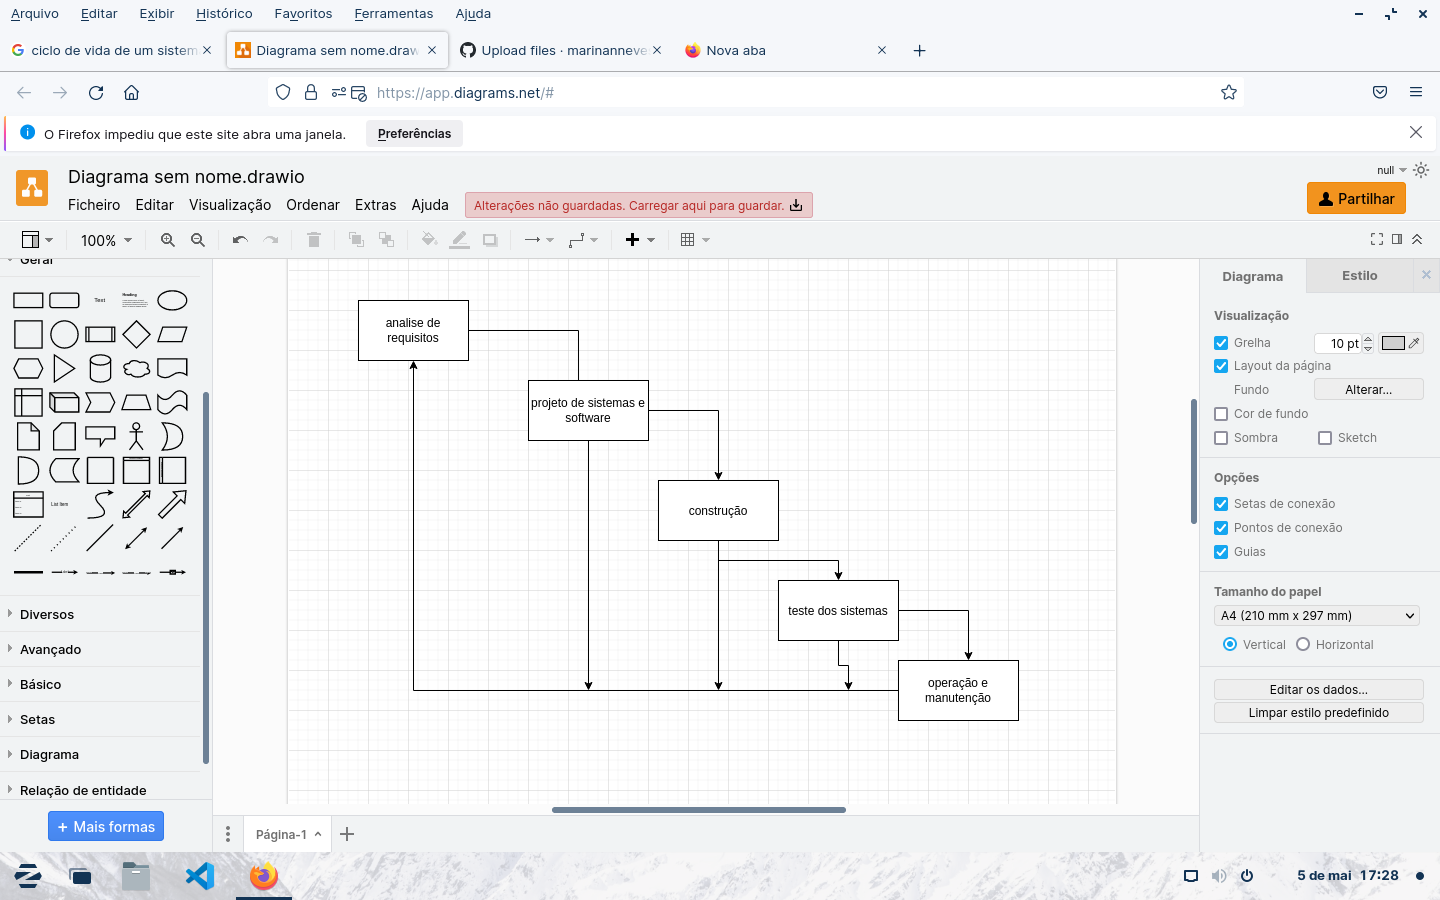 Arquivo Editar Exibir Histórico Favoritos Ferramentas Ajuda
ciclo de vida de um sistem
Diagrama sem nome.draw
Upload files · marinanneve
Nova aba
https://app.diagrams.net/#
O Firefox impediu que este site abra uma janela.
Preferências
Diagrama sem nome.drawio
null
Ficheiro Editar Visualização Ordenar Extras Ajuda
Alterações não guardadas. Carregar aqui para guardar.
Partilhar
100%
Geral
Text
Heading
List Item
Diversos
Avançado
Básico
Setas
Diagrama
Relação de entidade
+ Mais formas
analise de
requisitos
projeto de sistemas e
software
construção
teste dos sistemas
operação e
manutenção
Página-1
Diagrama
Estilo
Visualização
Grelha
10 pt
Layout da página
Fundo
Alterar...
Cor de fundo
Sombra
Sketch
Opções
Setas de conexão
Pontos de conexão
Guias
Tamanho do papel
A4 (210 mm x 297 mm)
Vertical
Horizontal
Editar os dados...
Limpar estilo predefinido
5 de mai 17:28